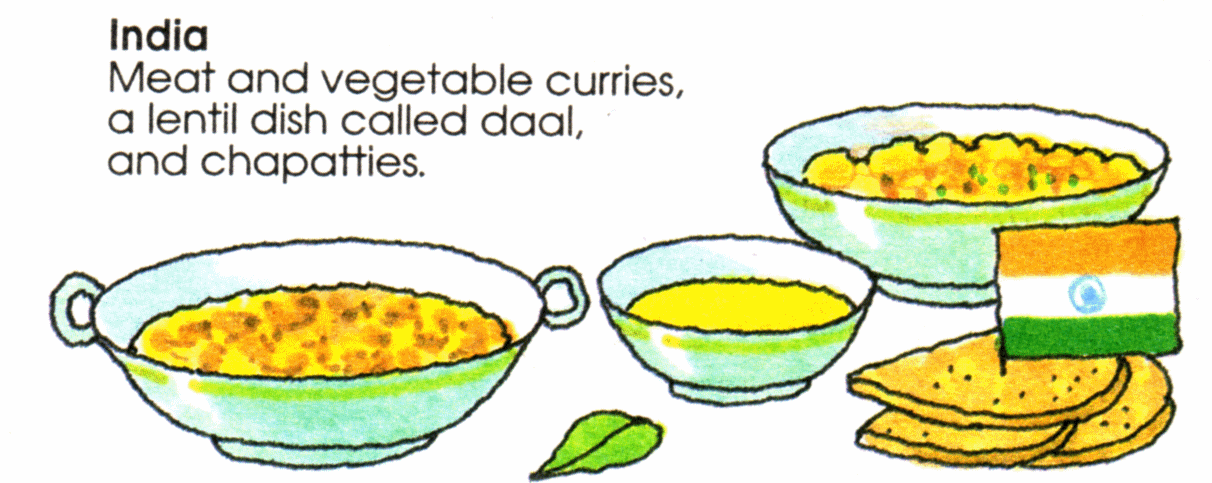 India
Meat and vegetable curries,
a lentil dish called daal,
and chapatties.